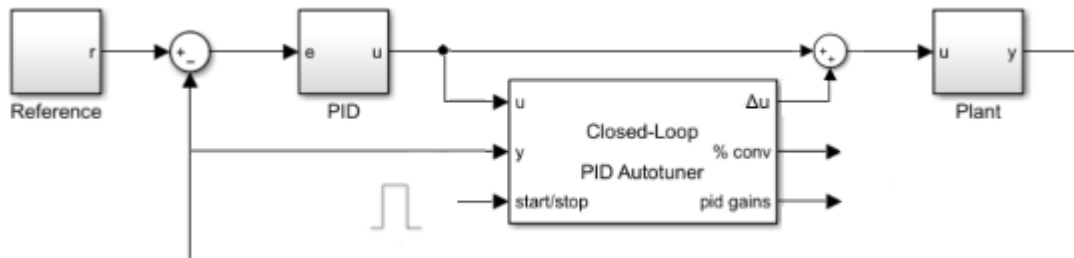 r
Reference
+
−
e
u
PID
u
y
start/stop
Closed-Loop
PID Autotuner
Δu
% conv
pid gains
+
+
u
y
Plant